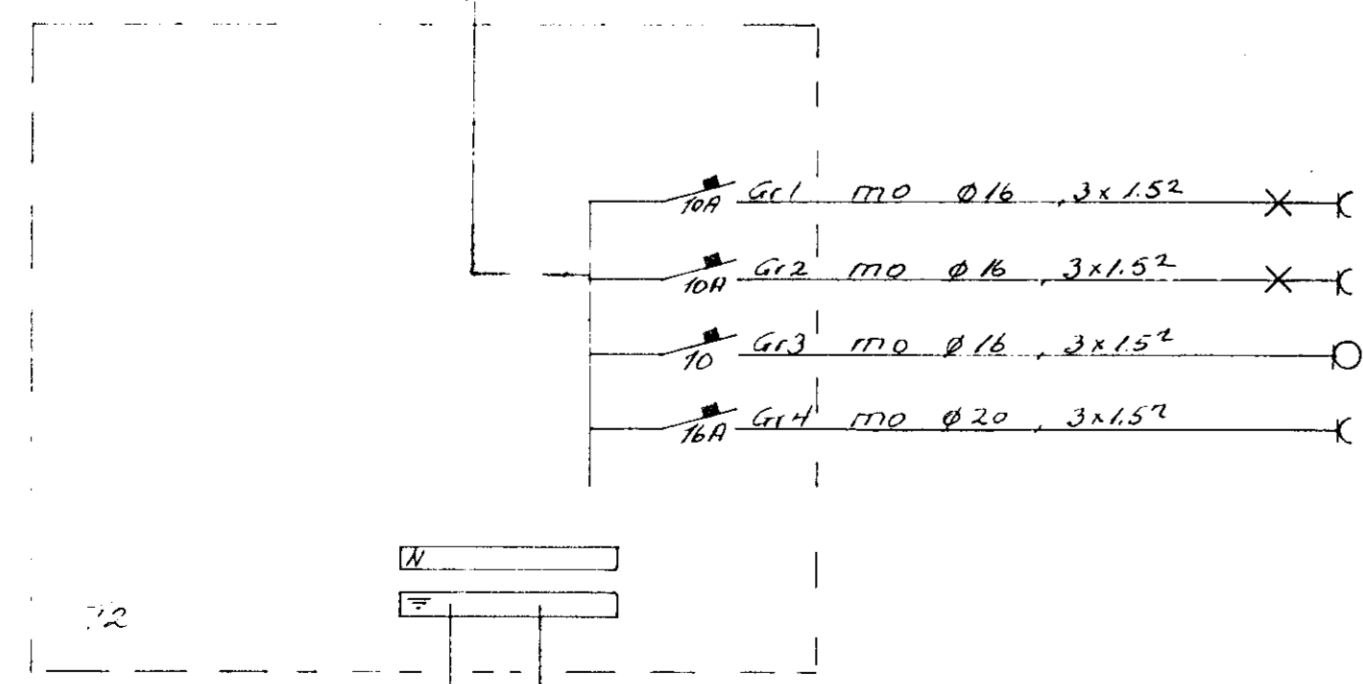 Gr1 mo ø16 , 3x1.5²
10A
Gr2 mo ø16 , 3x1.5²
10A
Gr3 mo ø16 , 3x1.5²
10
Gr4 mo ø20 , 3x1.5²
16A
N